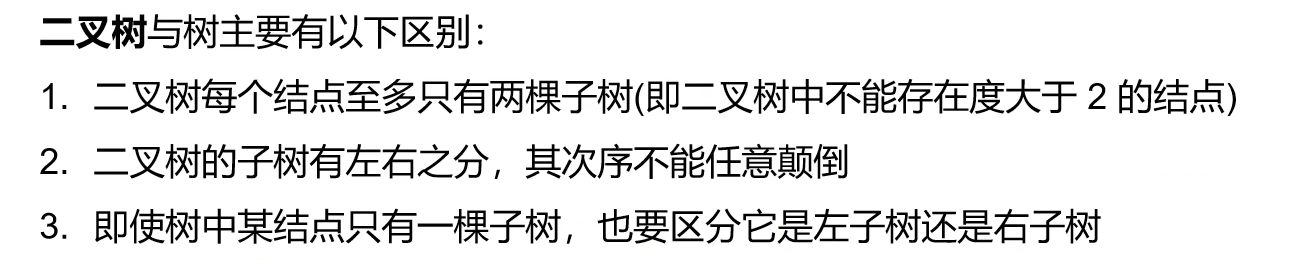 二叉树与树主要有以下区别：
1. 二叉树每个结点至多只有两棵子树(即二叉树中不能存在度大于 2 的结点)
2. 二叉树的子树有左右之分，其次序不能任意颠倒
3. 即使树中某结点只有一棵子树，也要区分它是左子树还是右子树